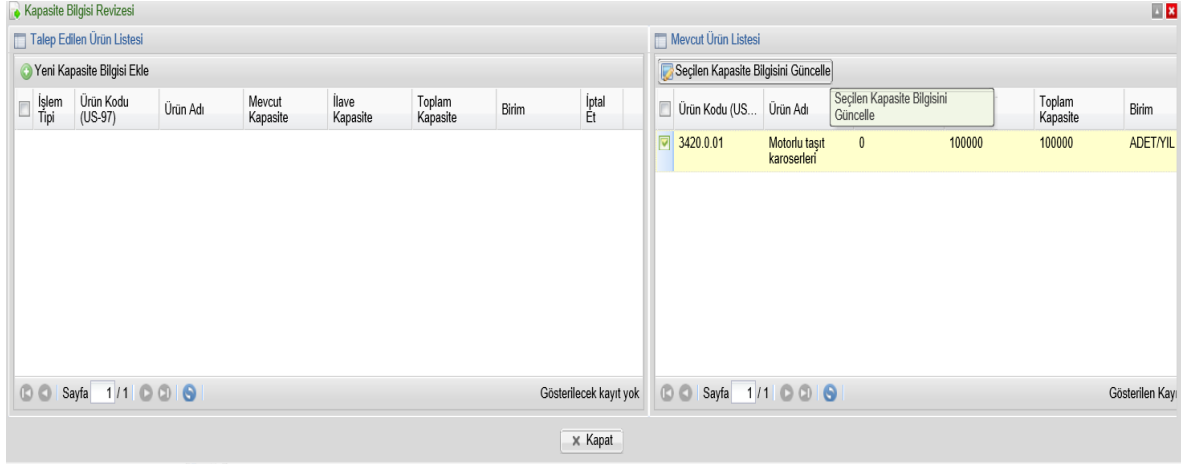 Kapasite Bilgisi Revizesi
Talep Edilen Ürün Listesi
Yeni Kapasite Bilgisi Ekle
İşlem Tipi Ürün Kodu (US-97) Ürün Adı Mevcut Kapasite İlave Kapasite Toplam Kapasite Birim İptal Et
Sayfa 1 / 1 Gösterilecek kayıt yok
Mevcut Ürün Listesi
Seçilen Kapasite Bilgisini Güncelle
Ürün Kodu (US... Ürün Adı Toplam Kapasite Birim
Seçilen Kapasite Bilgisini
Güncelle
3420.0.01 Motorlu taşıt karoserleri 0 100000 100000 ADET/YIL
Sayfa 1 / 1 Gösterilen Kayı
Kapat